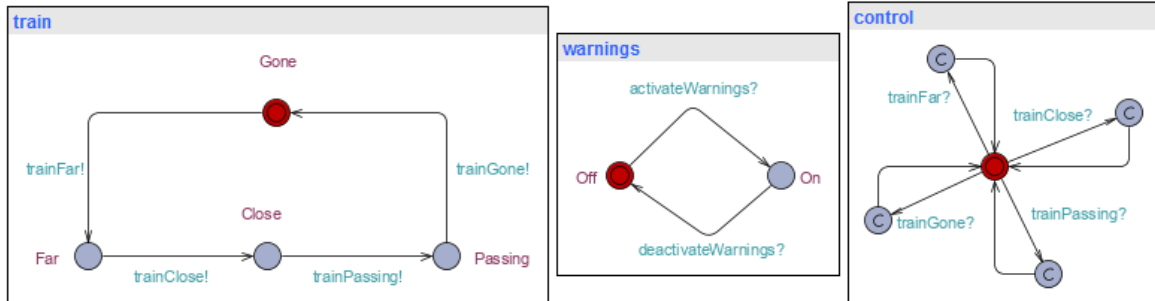 train
Gone
trainFar!
trainGone!
Close
Far
trainClose!
trainPassing!
Passing
warnings
activateWarnings?
Off
On
deactivateWarnings?
control
C
trainFar?
trainClose?
C
C
trainGone?
trainPassing?
C